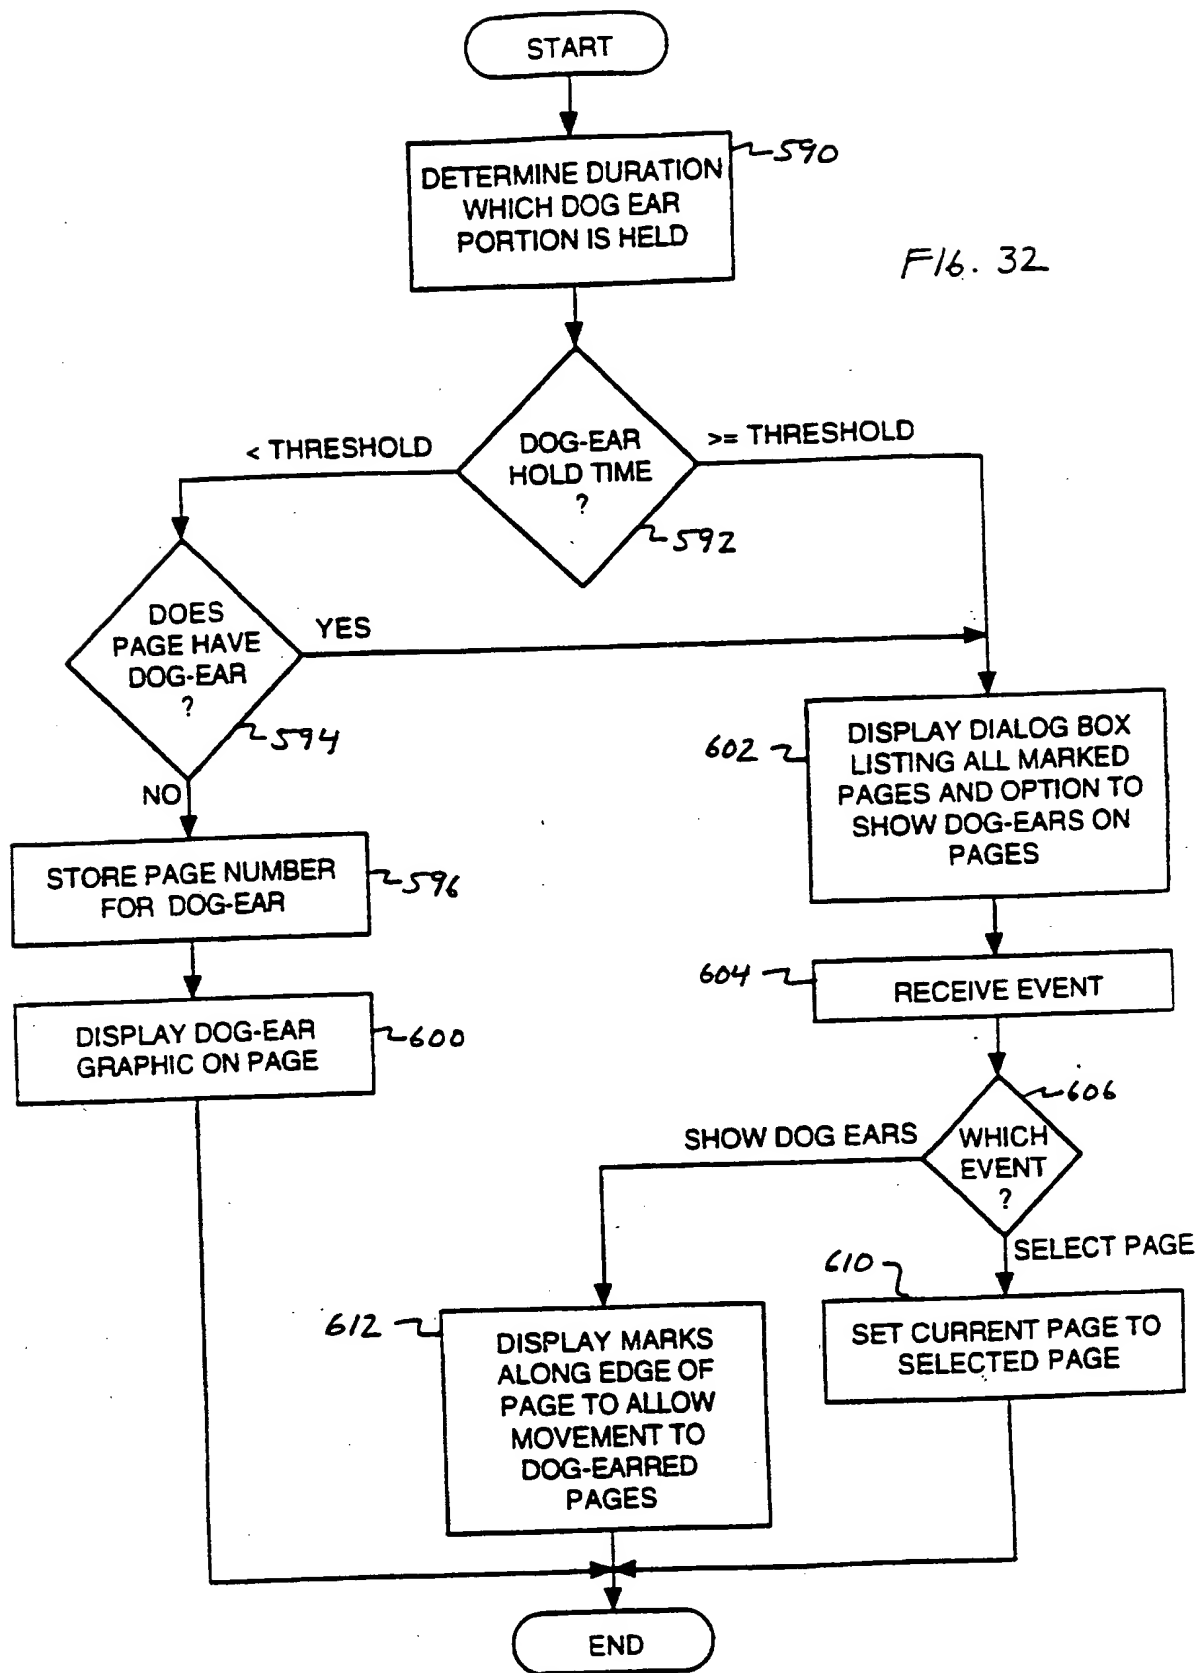 START
590
DETERMINE DURATION
WHICH DOG EAR
PORTION IS HELD
FIG. 32
< THRESHOLD
DOG-EAR
HOLD TIME
?
>= THRESHOLD
592
DOES
PAGE HAVE
DOG-EAR
?
YES
594
NO
602
DISPLAY DIALOG BOX
LISTING ALL MARKED
PAGES AND OPTION TO
SHOW DOG-EARS ON
PAGES
STORE PAGE NUMBER
FOR DOG-EAR
596
604
RECEIVE EVENT
DISPLAY DOG-EAR
GRAPHIC ON PAGE
600
606
SHOW DOG EARS
WHICH
EVENT
?
SELECT PAGE
610
SET CURRENT PAGE TO
SELECTED PAGE
612
DISPLAY MARKS
ALONG EDGE OF
PAGE TO ALLOW
MOVEMENT TO
DOG-EARRED
PAGES
END